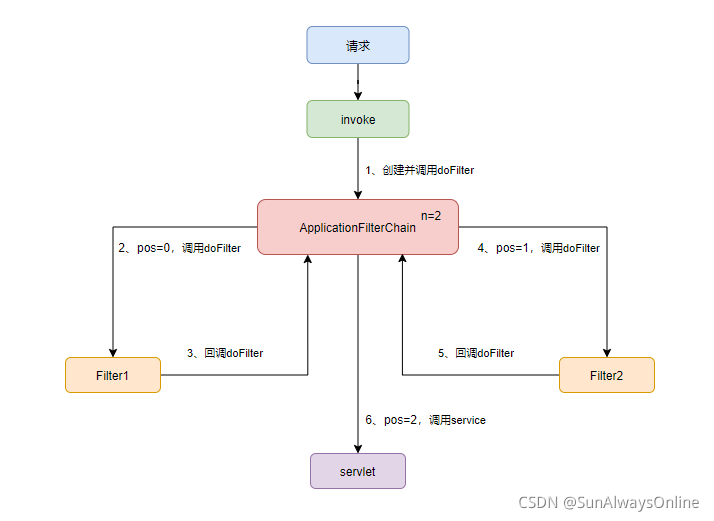 请求
invoke
1、创建并调用doFilter
n=2
ApplicationFilterChain
2、pos=0，调用doFilter
4、pos=1，调用doFilter
3、回调doFilter
5、回调doFilter
Filter1
Filter2
6、pos=2，调用service
servlet
CSDN @SunAlwaysOnline